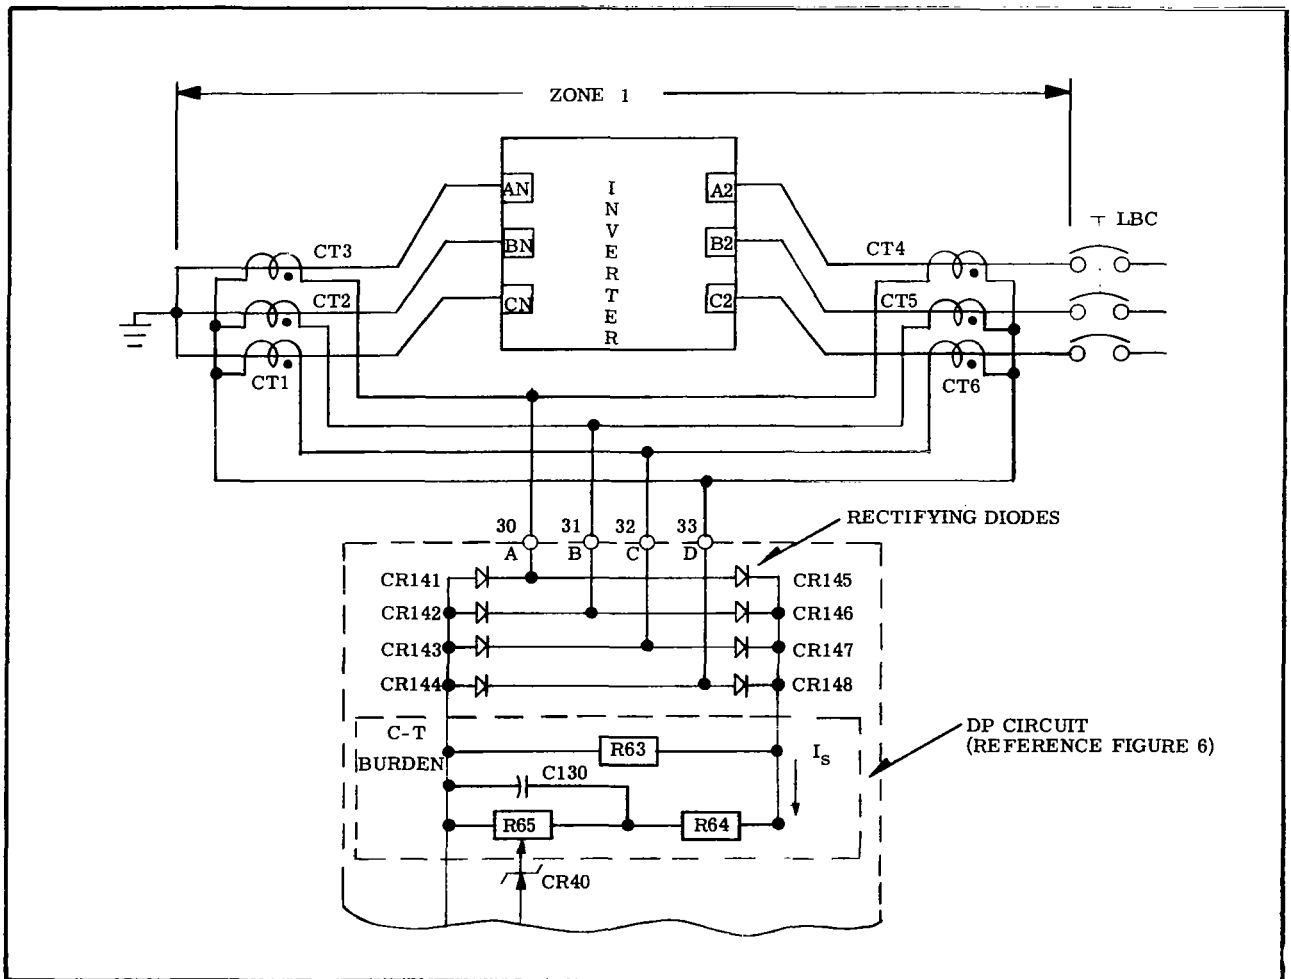 ZONE 1
INVERTER
AN
A2
BN
B2
CN
C2
LBC
CT3
CT4
CT2
CT5
CT1
CT6
30
31
32
33
A
B
C
D
RECTIFYING DIODES
CR141
CR145
CR142
CR146
CR143
CR147
CR144
CR148
C-T
BURDEN
R63
IS
C130
R65
R64
DP CIRCUIT
(REFERENCE FIGURE 6)
CR40